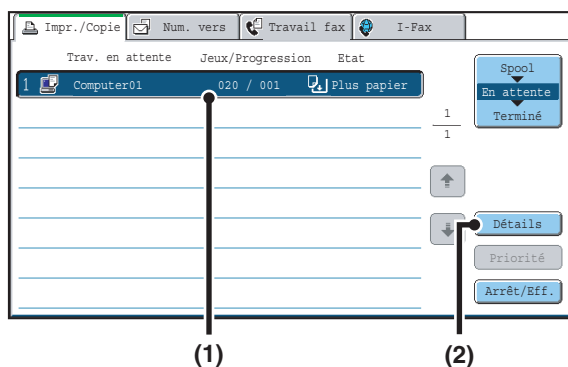 Impr./Copie Num. vers Travail fax I-Fax
Trav. en attente Jeux/Progression Etat
1 Computer01 020 / 001 Plus papier
Spool
En attente
Terminé
1
1
Détails
Priorité
Arrêt/Eff.
(1) (2)